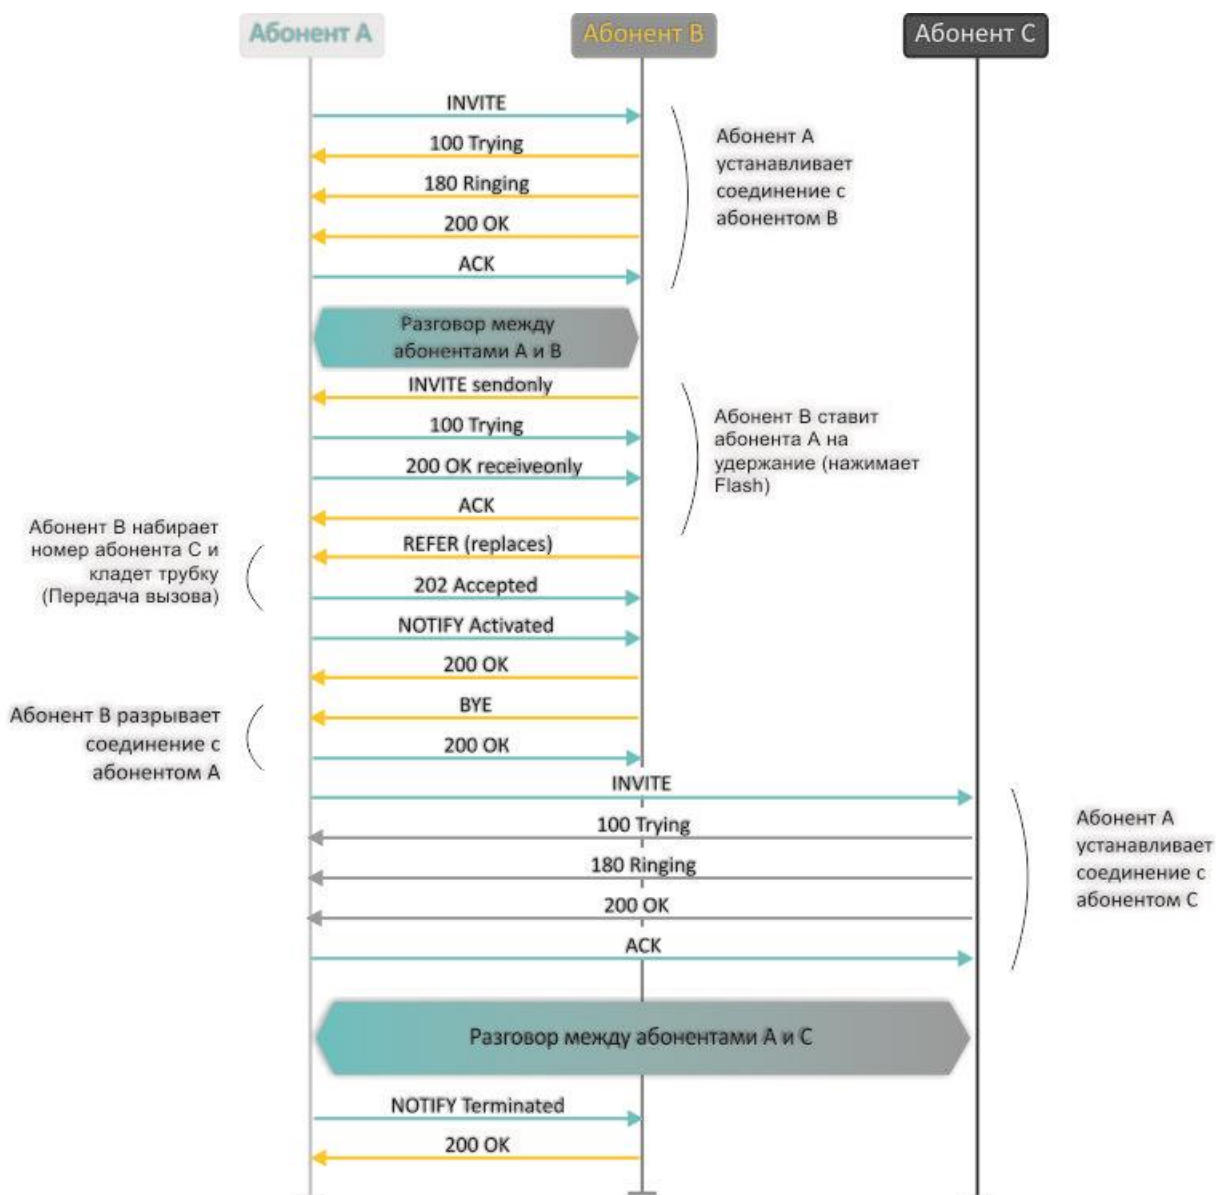 Абонент А
Абонент В
Абонент С
INVITE
100 Trying
180 Ringing
200 OK
ACK
Абонент А
устанавливает
соединение с
абонентом В
Разговор между
абонентами А и В
INVITE sendonly
100 Trying
200 OK receiveonly
ACK
Абонент В ставит
абонента А на
удержание (нажимает
Flash)
REFER (replaces)
202 Accepted
Абонент В набирает
номер абонента С и
кладет трубку
(Передача вызова)
NOTIFY Activated
200 OK
BYE
200 OK
Абонент В разрывает
соединение с
абонентом А
INVITE
100 Trying
180 Ringing
200 OK
ACK
Абонент А
устанавливает
соединение с
абонентом С
Разговор между абонентами А и С
NOTIFY Terminated
200 OK